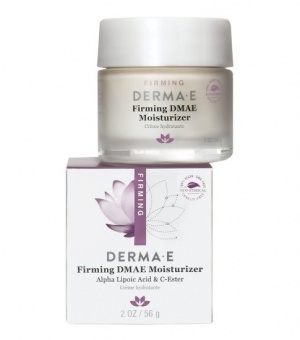 FIRMING
DERMA·E
Firming DMAE
Moisturizer
Crème hydratante
FIRMING
DERMA·E
Firming DMAE Moisturizer
Alpha Lipoic Acid & C-Ester
Crème hydratante
2 OZ / 56 g